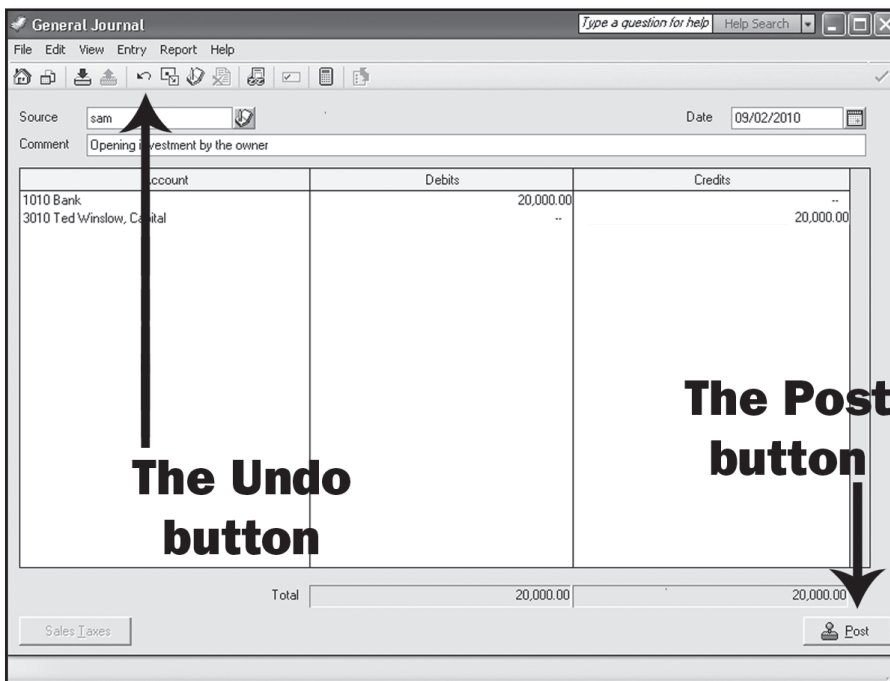 General Journal Type a question for help Help Search
File Edit View Entry Report Help
Source sam Date 09/02/2010
Comment Opening investment by the owner
Account Debits Credits
1010 Bank 20,000.00 --
3010 Ted Winslow, Capital -- 20,000.00
The Post
button
The Undo
button
Total 20,000.00 20,000.00
Sales Taxes Post